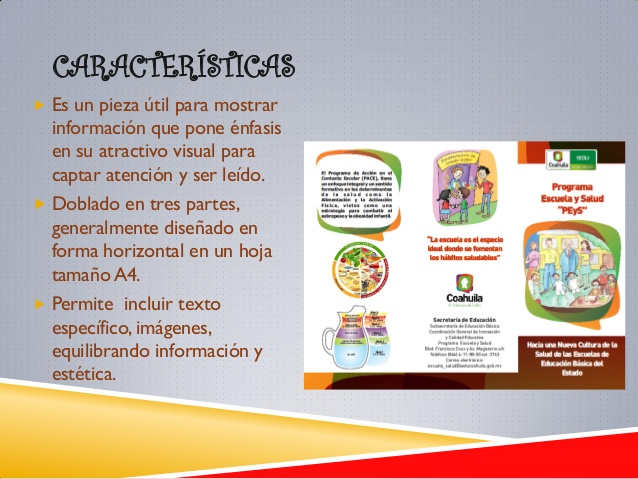 CARACTERÍSTICAS
Es un pieza útil para mostrar
información que pone énfasis
en su atractivo visual para
captar atención y ser leído.
Doblado en tres partes,
generalmente diseñado en
forma horizontal en un hoja
tamaño A4.
Permite incluir texto
específico, imágenes,
equilibrando información y
estética.
El Programa de Acción en el
Contexto Escolar (PACE), tiene
un enfoque integral y un sentido
formativo en los determinantes
de la salud como la
Alimentación y la Activación
Física, vistos como una
estrategia para combatir el
sobrepeso y la obesidad infantil.
"La escuela es el especio
ideal donde se fomentan
los hábitos saludables"
Coahuila
Secretaría de Educación
Subsecretaría de Educación Básica
Coordinación General de Innovación
y Calidad Educativa
Programa Escuela y Salud
Correo electrónico:
Coahuila
SEDU
Programa
Escuela y Salud
"PEyS"
Hacia una Nueva Cultura de la
Salud de las Escuelas de
Educación Básica del
Estado